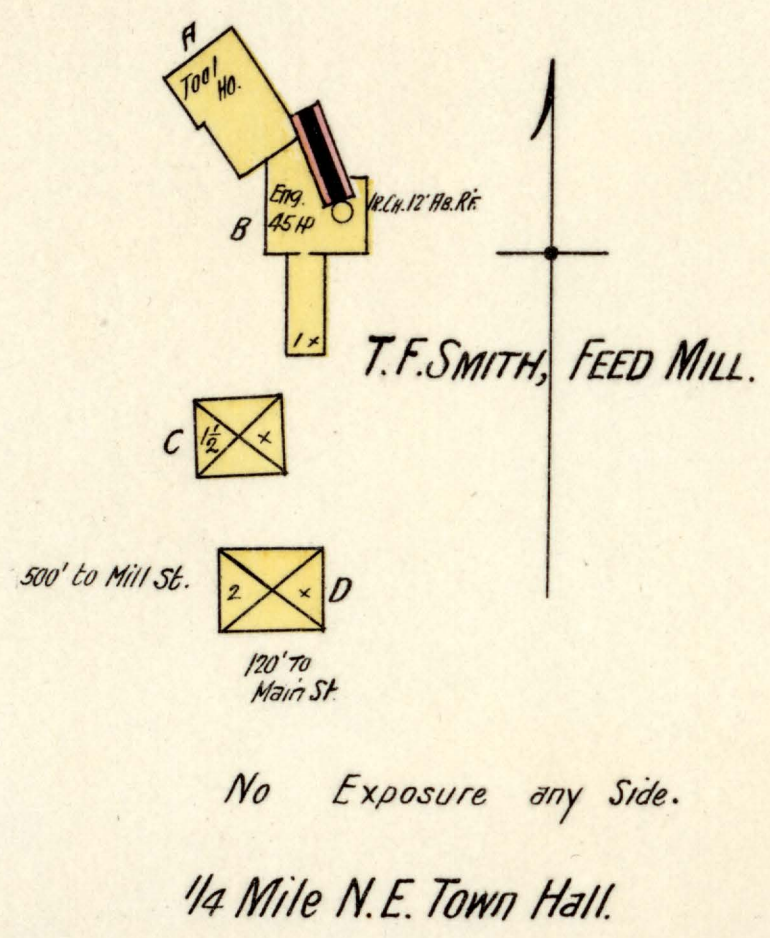 A
Tool
Ho.
Eng.
45 HP
B
IR.CH. 12' AB. RF.
1 x
T.F. SMITH, FEED MILL.
C
1½ x
500' to Mill St.
2 x
D
120' To
Main St.
No Exposure any Side.
1/4 Mile N.E. Town Hall.